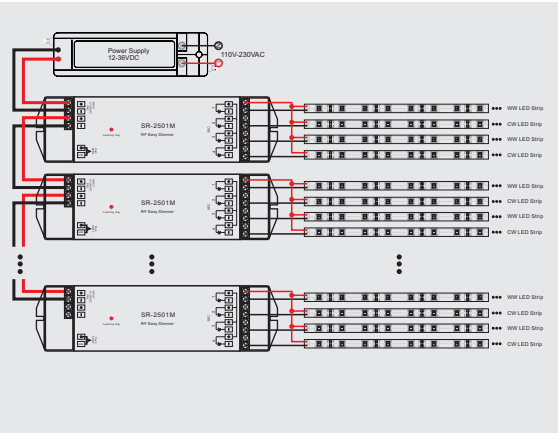 Power Supply
12-36VDC
110V-230VAC
SR-2501M
RF Easy Dimmer
Learning Key
WW LED Strip
CW LED Strip
WW LED Strip
CW LED Strip
SR-2501M
RF Easy Dimmer
Learning Key
WW LED Strip
CW LED Strip
WW LED Strip
CW LED Strip
SR-2501M
RF Easy Dimmer
Learning Key
WW LED Strip
CW LED Strip
WW LED Strip
CW LED Strip